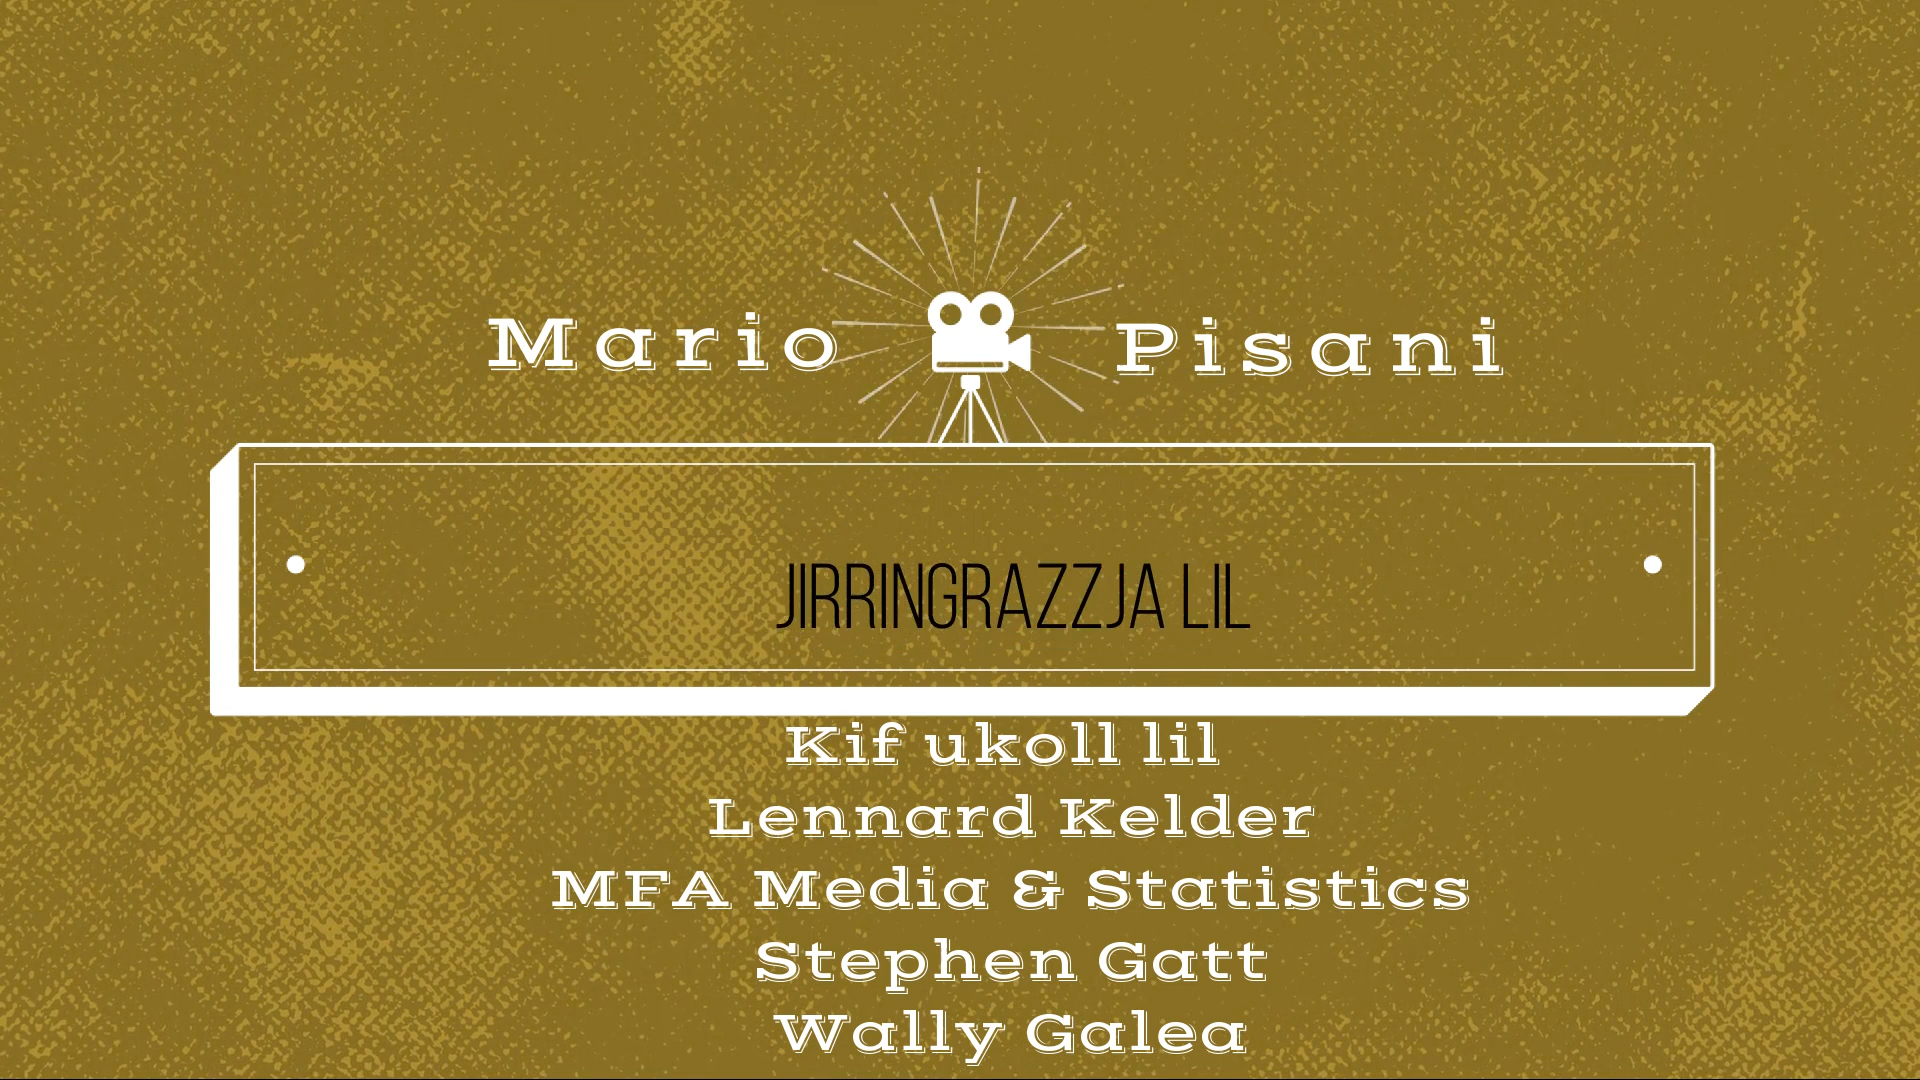 Mario Pisani
JIRRINGRAZZJA LIL
Kif ukoll lil
Lennard Kelder
MFA Media & Statistics
Stephen Gatt
Wally Galea